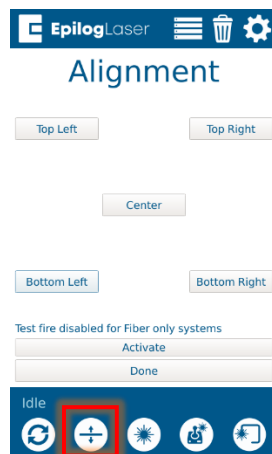 EpilogLaser
Alignment
Top Left Top Right
Center
Bottom Left Bottom Right
Test fire disabled for Fiber only systems
Activate
Done
Idle